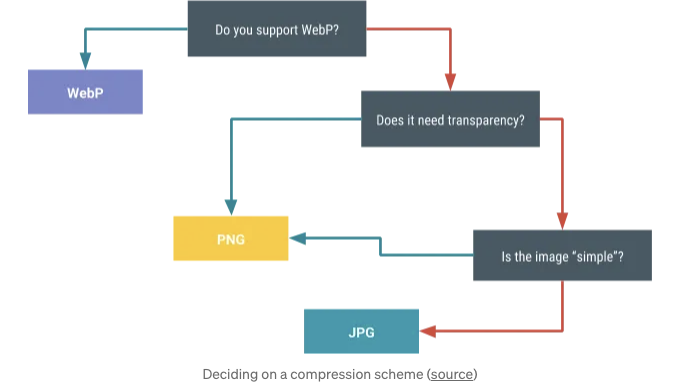 Do you support WebP?
WebP
Does it need transparency?
PNG
Is the image “simple”?
JPG
Deciding on a compression scheme (source)